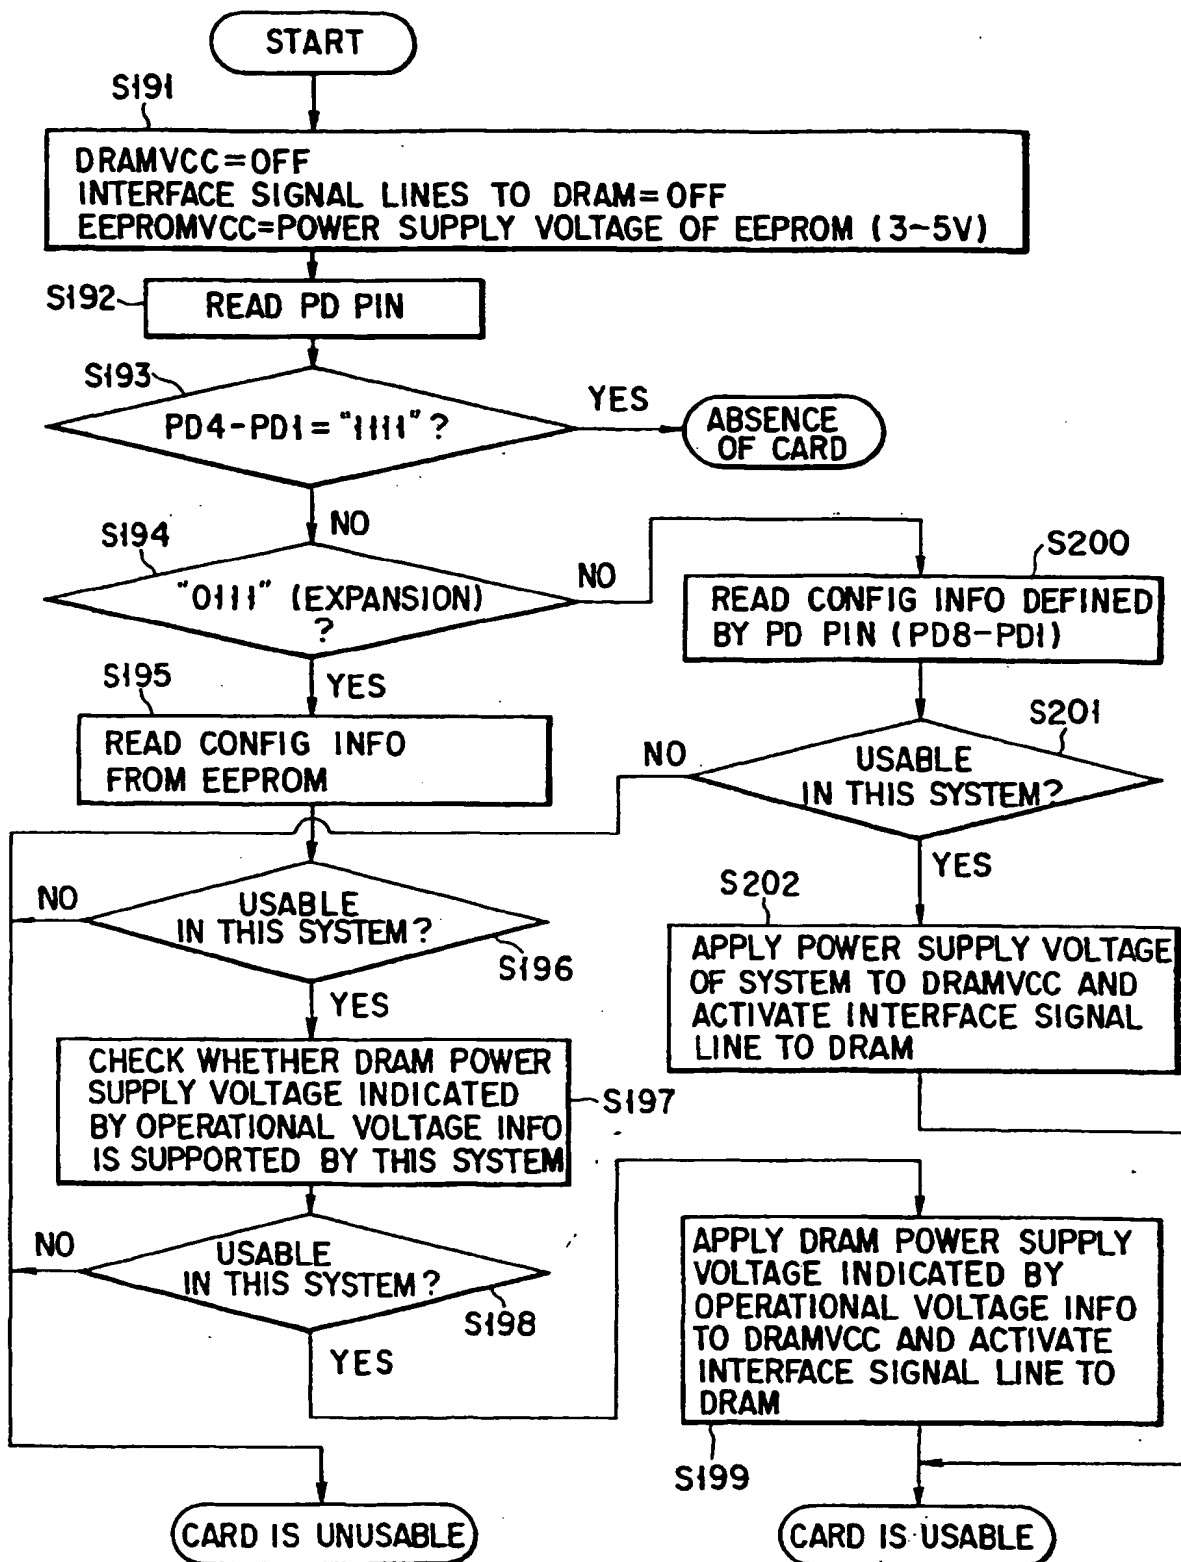 START
S191
DRAMVCC=OFF
INTERFACE SIGNAL LINES TO DRAM=OFF
EEPROMVCC=POWER SUPPLY VOLTAGE OF EEPROM (3~5V)
S192
READ PD PIN
S193
PD4-PD1="1111"?
YES
ABSENCE
OF CARD
NO
S194
"0111" (EXPANSION)
?
NO
S200
READ CONFIG INFO DEFINED
BY PD PIN (PD8-PD1)
YES
S195
READ CONFIG INFO
FROM EEPROM
S201
NO
USABLE
IN THIS SYSTEM?
YES
NO
USABLE
IN THIS SYSTEM?
S196
YES
S202
APPLY POWER SUPPLY VOLTAGE
OF SYSTEM TO DRAMVCC AND
ACTIVATE INTERFACE SIGNAL
LINE TO DRAM
CHECK WHETHER DRAM POWER
SUPPLY VOLTAGE INDICATED
BY OPERATIONAL VOLTAGE INFO
IS SUPPORTED BY THIS SYSTEM
S197
NO
USABLE
IN THIS SYSTEM?
S198
YES
APPLY DRAM POWER SUPPLY
VOLTAGE INDICATED BY
OPERATIONAL VOLTAGE INFO
TO DRAMVCC AND ACTIVATE
INTERFACE SIGNAL LINE TO
DRAM
S199
CARD IS UNUSABLE
CARD IS USABLE